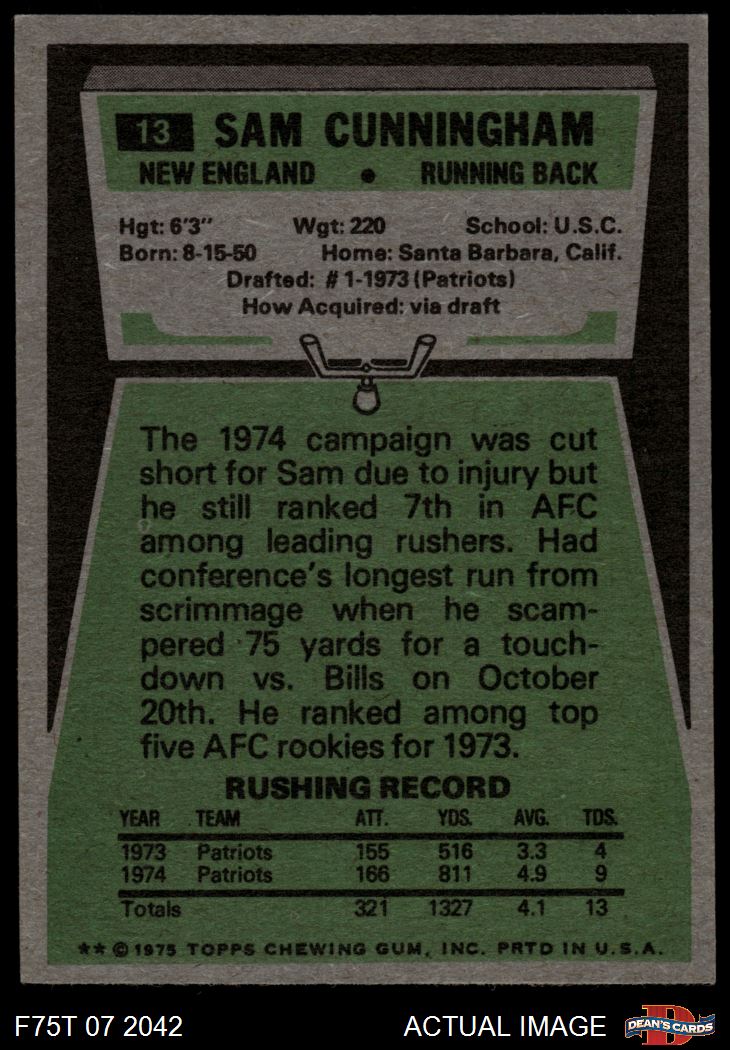 13 SAM CUNNINGHAM
NEW ENGLAND • RUNNING BACK
Hgt: 6'3" Wgt: 220 School: U.S.C.
Born: 8-15-50 Home: Santa Barbara, Calif.
Drafted: #1-1973 (Patriots)
How Acquired: via draft
The 1974 campaign was cut
short for Sam due to injury but
he still ranked 7th in AFC
among leading rushers. Had
conference's longest run from
scrimmage when he scam-
pered 75 yards for a touch-
down vs. Bills on October
20th. He ranked among top
five AFC rookies for 1973.
RUSHING RECORD
YEAR TEAM ATT. YDS. AVG. TDS.
1973 Patriots 155 516 3.3 4
1974 Patriots 166 811 4.9 9
Totals 321 1327 4.1 13
** © 1975 TOPPS CHEWING GUM, INC. PRTD IN U.S.A.
F75T 07 2042 ACTUAL IMAGE DEAN'S CARDS